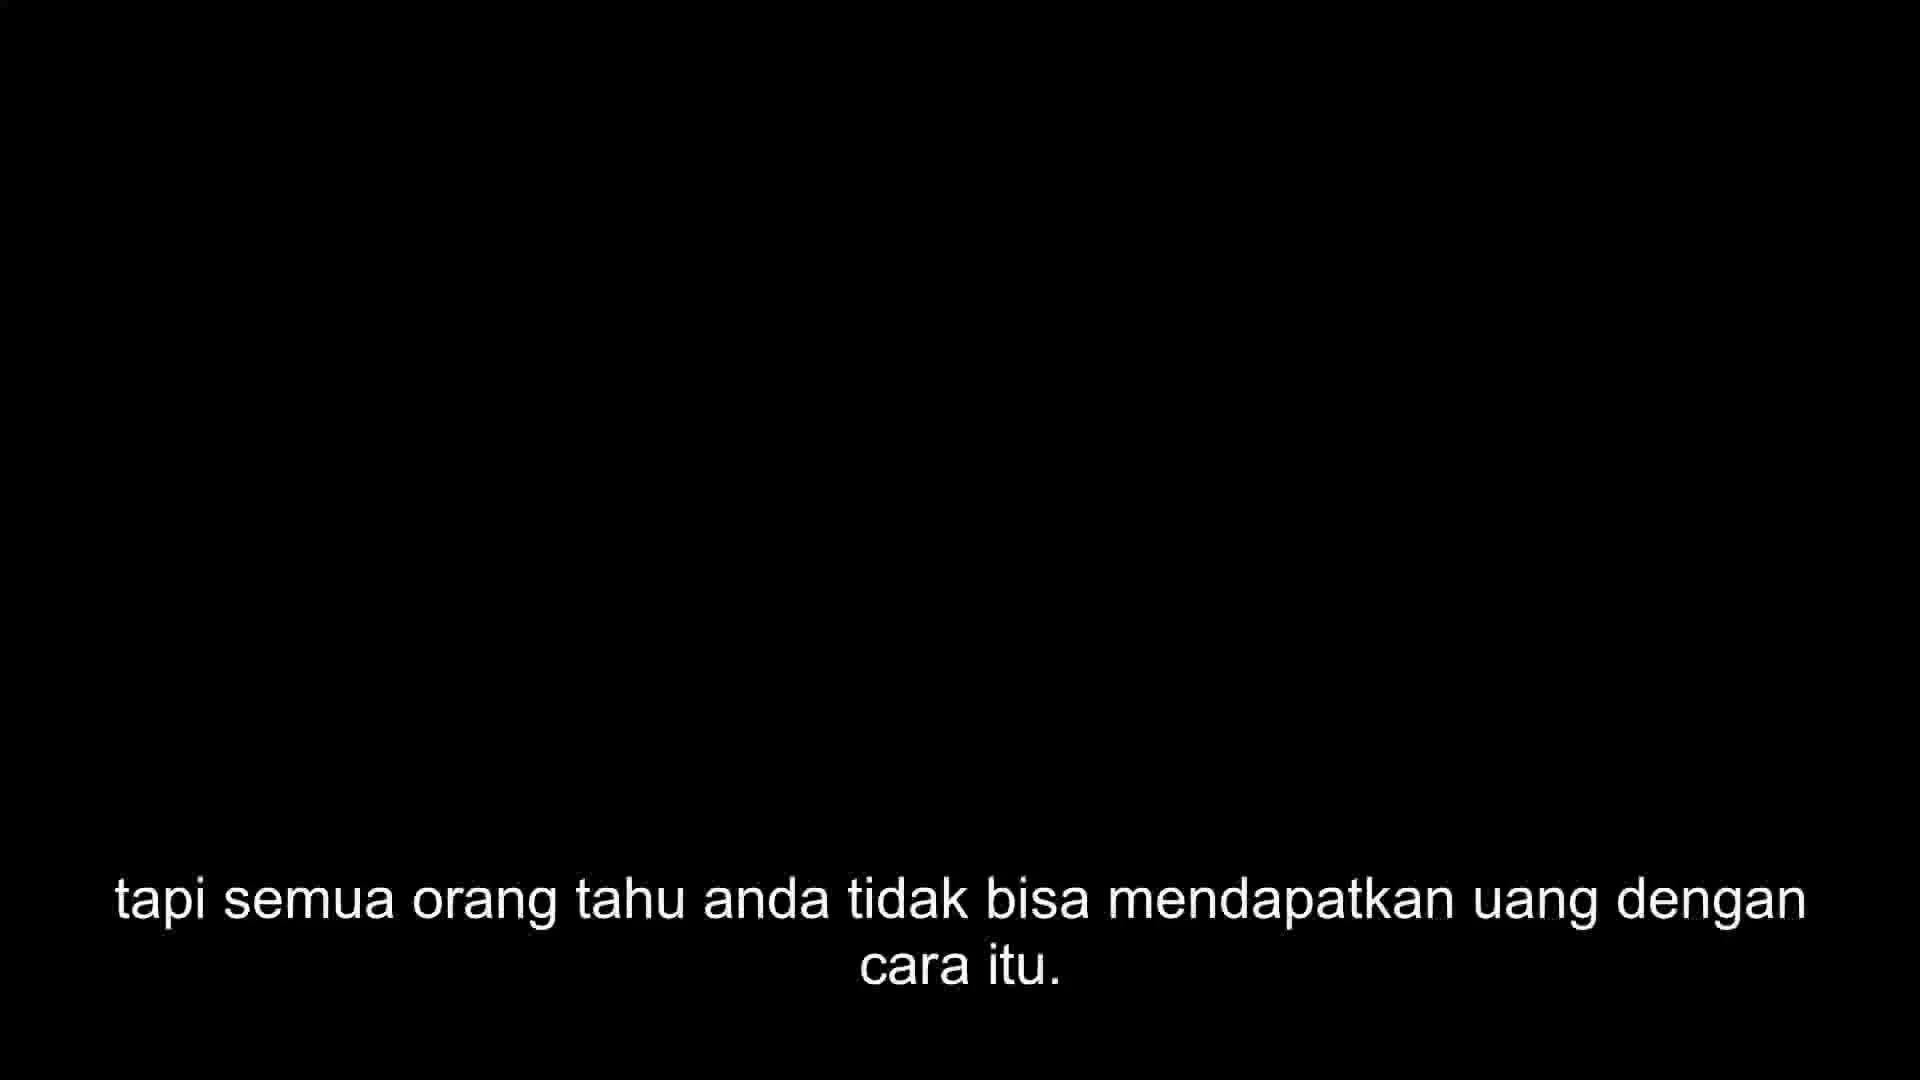 tapi semua orang tahu anda tidak bisa mendapatkan uang dengan
cara itu.